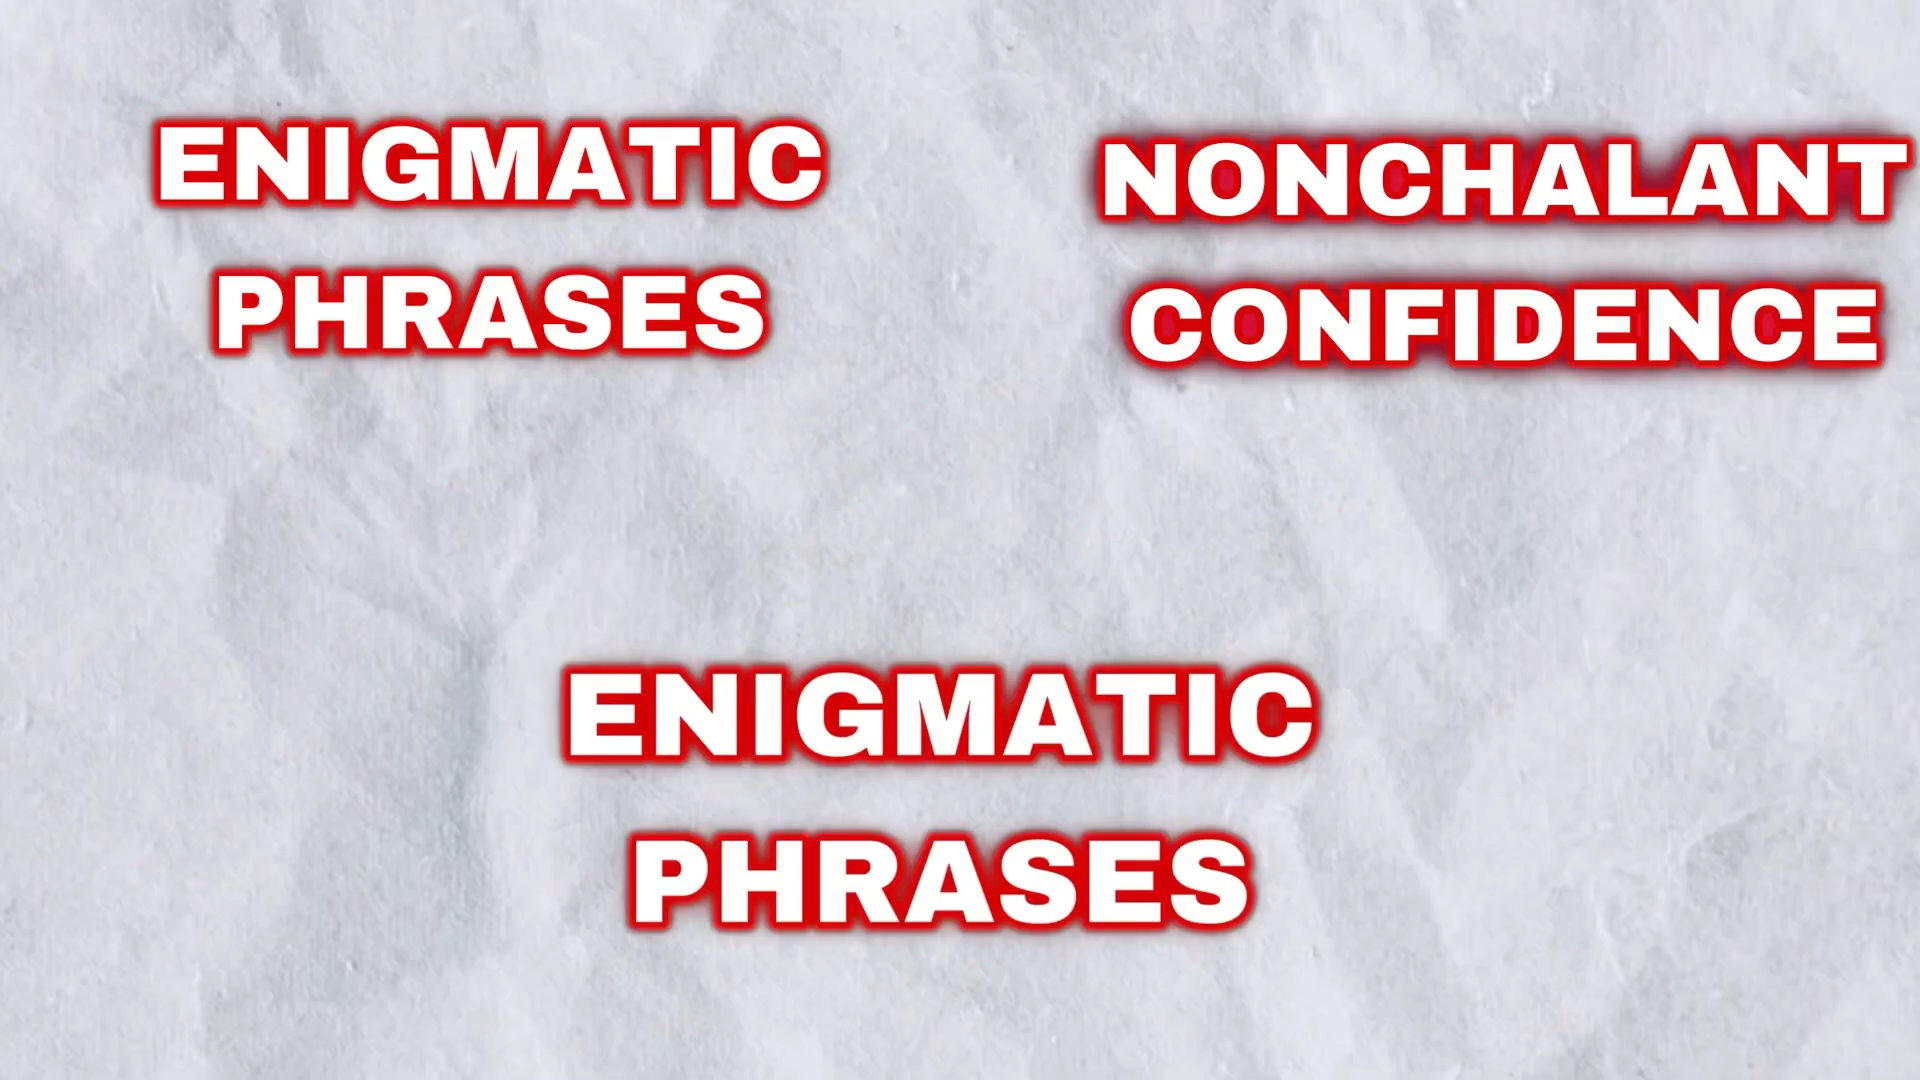 ENIGMATIC
PHRASES
NONCHALANT
CONFIDENCE
ENIGMATIC
PHRASES